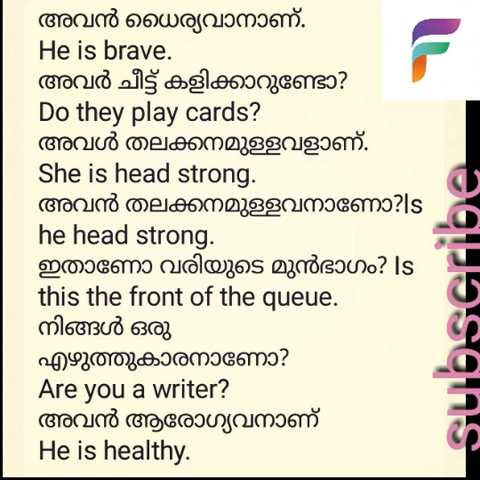 അവൻ ധൈര്യവാനാണ്.
He is brave.
അവർ ചീട്ട് കളിക്കാറുണ്ടോ?
Do they play cards?
അവൾ തലക്കനമുള്ളവളാണ്.
She is head strong.
അവൻ തലക്കനമുള്ളവനാണോ?Is
he head strong.
ഇതാണോ വരിയുടെ മുൻഭാഗം? Is
this the front of the queue.
നിങ്ങൾ ഒരു
എഴുത്തുകാരനാണോ?
Are you a writer?
അവൻ ആരോഗ്യവനാണ്
He is healthy.
subscribe